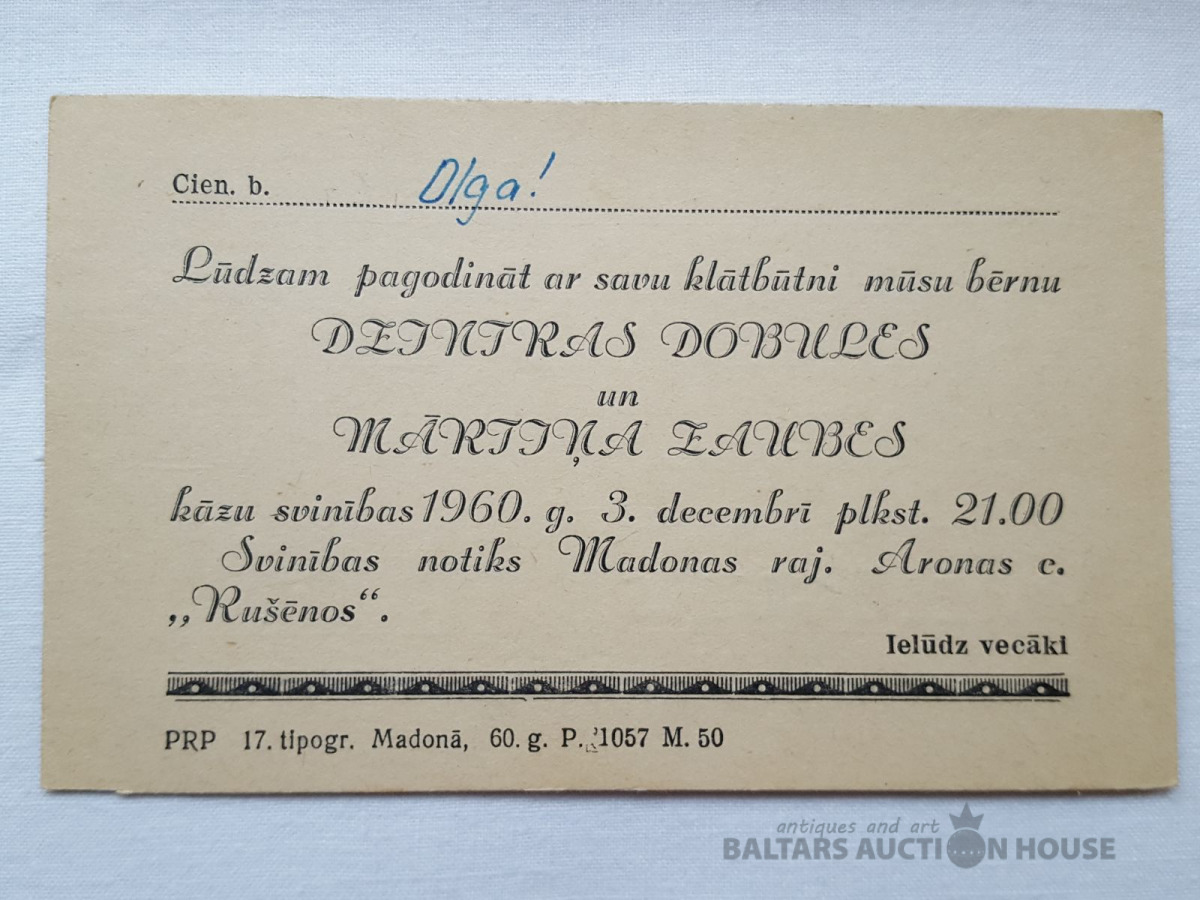 Cien. b. Olga!
Lūdzam pagodināt ar savu klātbūtni mūsu bērnu
DZINTRAS DOBULES
un
MĀRTIŅA ZAUBES
kāzu svinības 1960. g. 3. decembrī plkst. 21.00
Svinības notiks Madonas raj. Aronas c.
„Rušēnos“.
Ielūdz vecāki
PRP 17. tipogr. Madonā, 60. g. P. 1057 M. 50
antiques and art
BALTARS AUCTION HOUSE